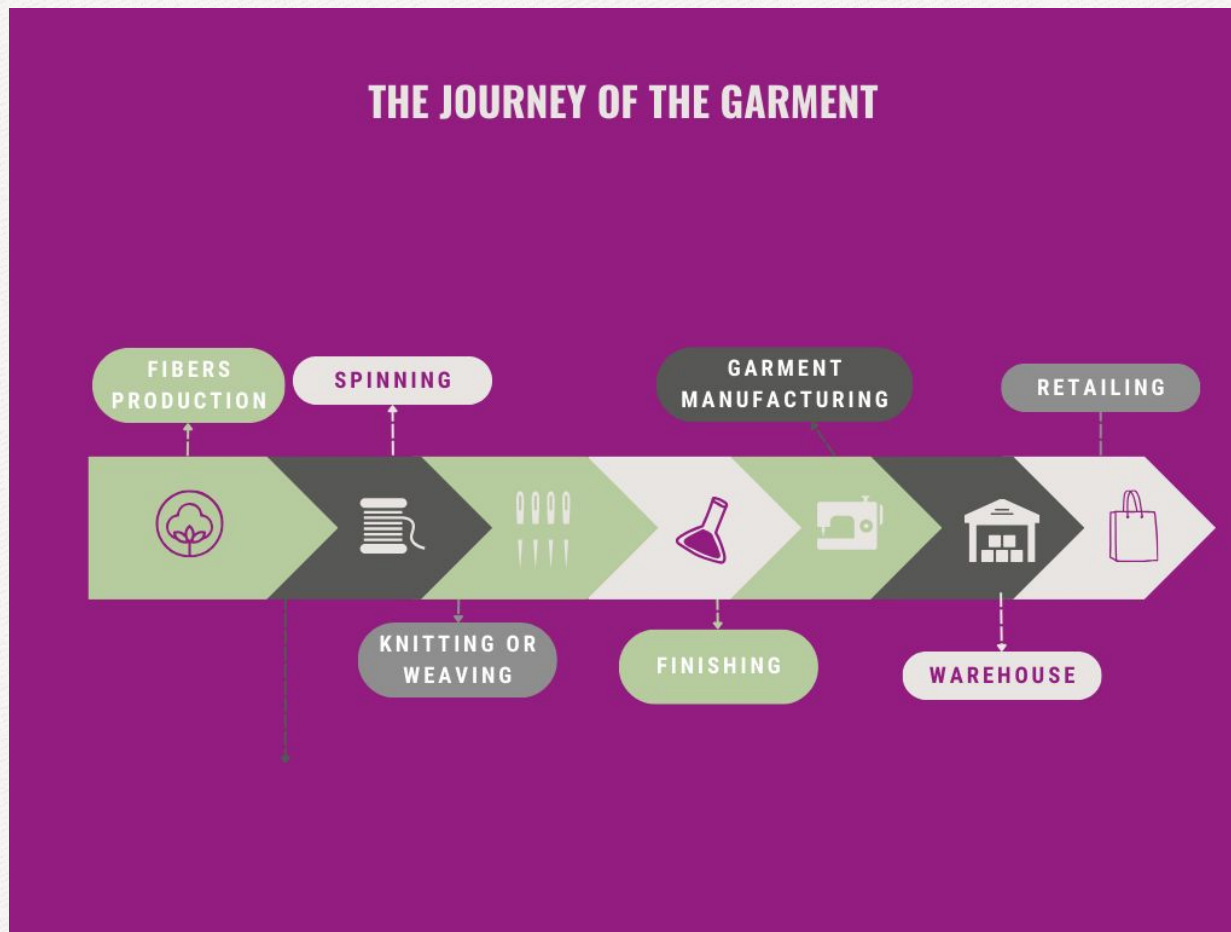 THE JOURNEY OF THE GARMENT
FIBERS
PRODUCTION
SPINNING
KNITTING OR
WEAVING
FINISHING
GARMENT
MANUFACTURING
WAREHOUSE
RETAILING